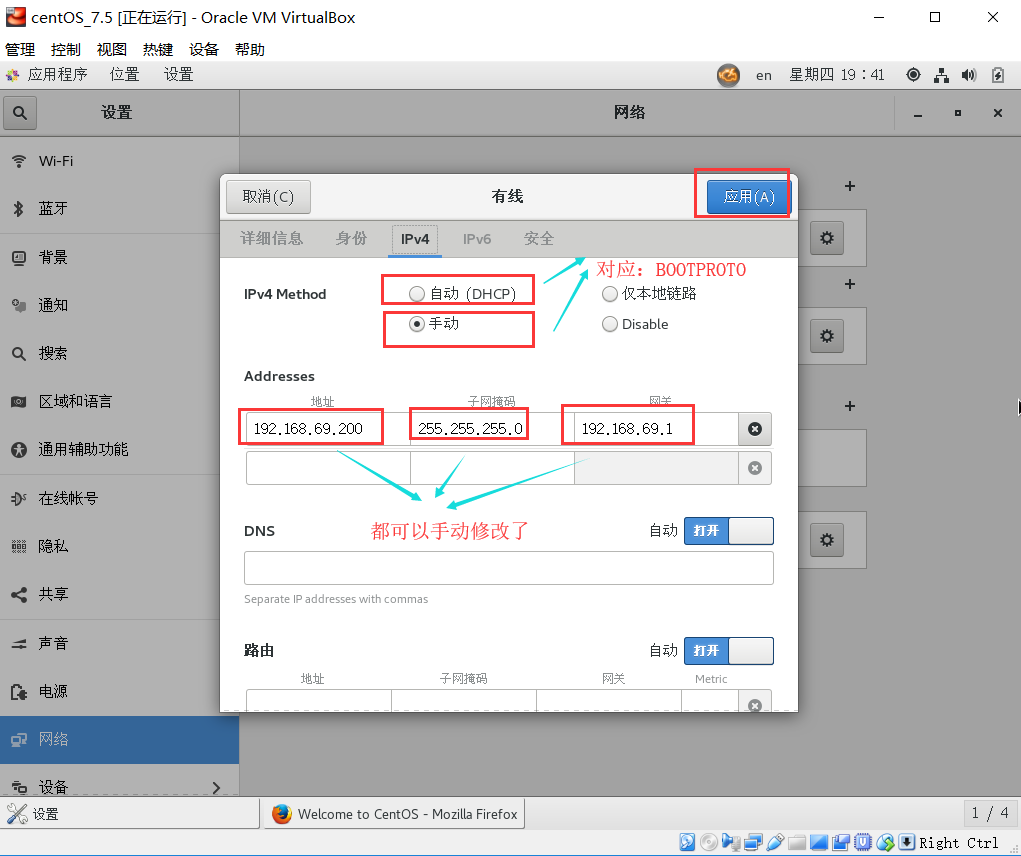 centOS_7.5 [正在运行] - Oracle VM VirtualBox
管理 控制 视图 热键 设备 帮助
应用程序 位置 设置 en 星期四 19：41
设置 网络
Wi-Fi
蓝牙
背景
通知
搜索
区域和语言
通用辅助功能
在线帐号
隐私
共享
声音
电源
网络
设备
取消(C) 有线 应用(A)
详细信息 身份 IPv4 IPv6 安全
对应：BOOTPROTO
IPv4 Method 自动 (DHCP) 仅本地链路
手动 Disable
Addresses
地址 子网掩码 网关
192.168.69.200 255.255.255.0 192.168.69.1
都可以手动修改了
DNS 自动 打开
Separate IP addresses with commas
路由 自动 打开
地址 子网掩码 网关 Metric
设置 Welcome to CentOS - Mozilla Firefox 1 / 4
Right Ctrl